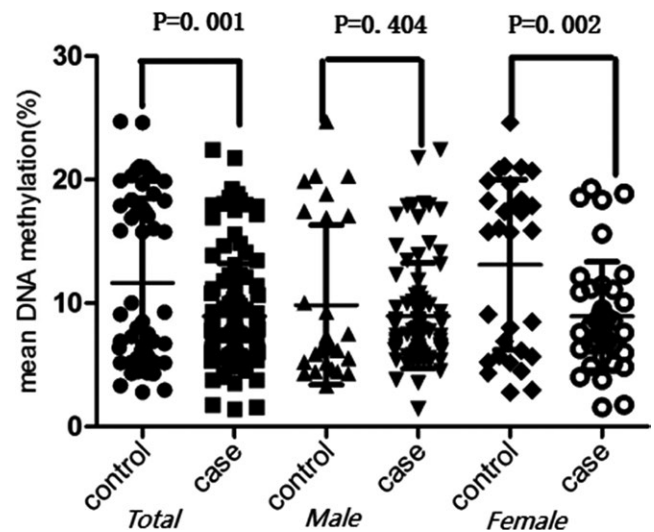 P=0.001 P=0.404 P=0.002
30
20
10
0
mean DNA methylation(%)
control case control case control case
Total Male Female